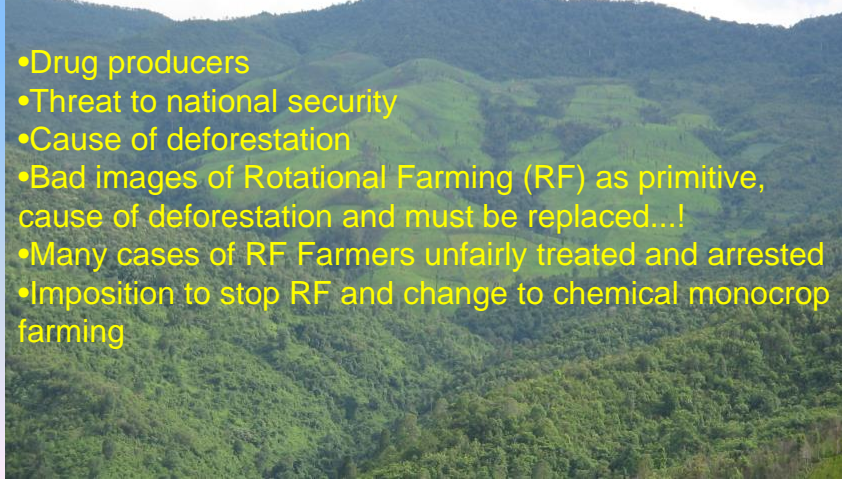 •Drug producers
•Threat to national security
•Cause of deforestation
•Bad images of Rotational Farming (RF) as primitive,
cause of deforestation and must be replaced...!
•Many cases of RF Farmers unfairly treated and arrested
•Imposition to stop RF and change to chemical monocrop
farming